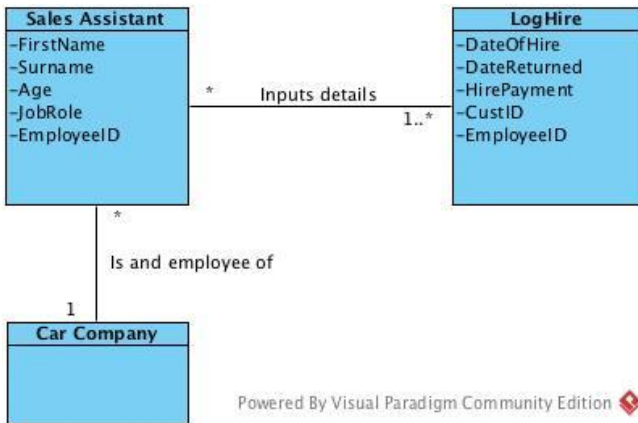 Sales Assistant
-FirstName
-Surname
-Age
-JobRole
-EmployeeID
*
Inputs details
1..*
LogHire
-DateOfHire
-DateReturned
-HirePayment
-CustID
-EmployeeID
*
Is and employee of
1
Car Company
Powered By Visual Paradigm Community Edition